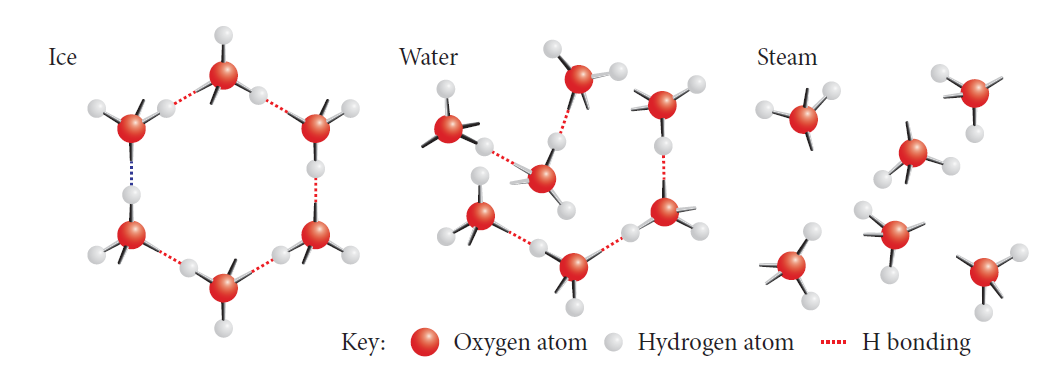 Ice
Water
Steam
Key: Oxygen atom Hydrogen atom H bonding